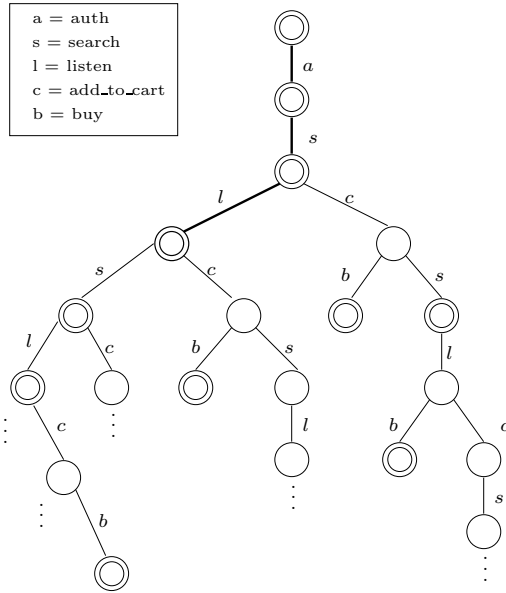 a = auth
s = search
l = listen
c = add_to_cart
b = buy
a
s
l
c
s
c
b
s
l
c
b
s
l
c
l
b
c
b
s